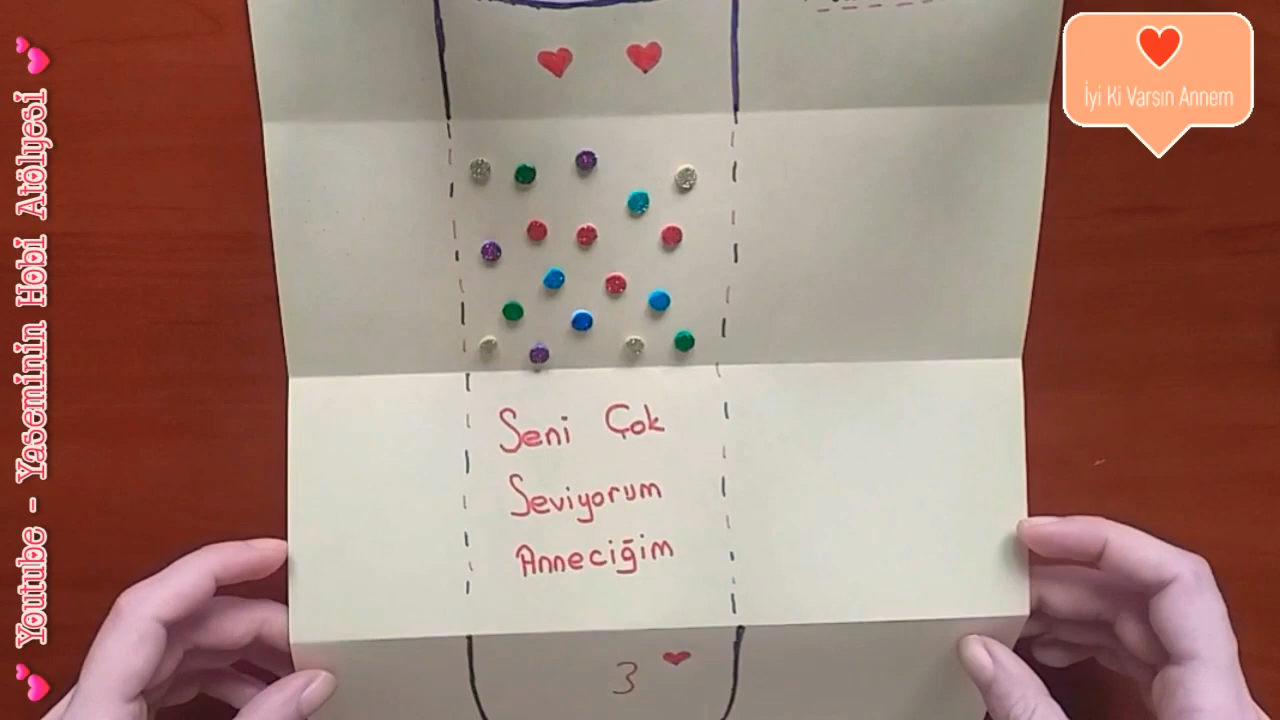 İyi Ki Varsın Annem
Seni Çok
Seviyorum
Anneciğim
3
Youtube - Yaseminin Hobi Atölyesi